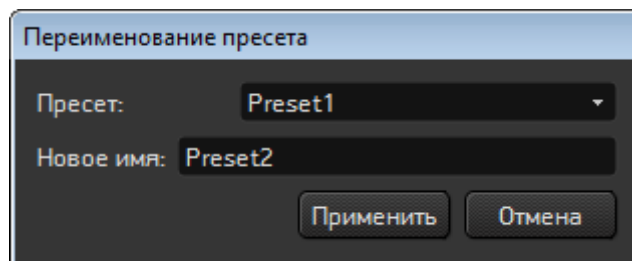 Переименование пресета
Пресет: Preset1
Новое имя: Preset2
Применить Отмена